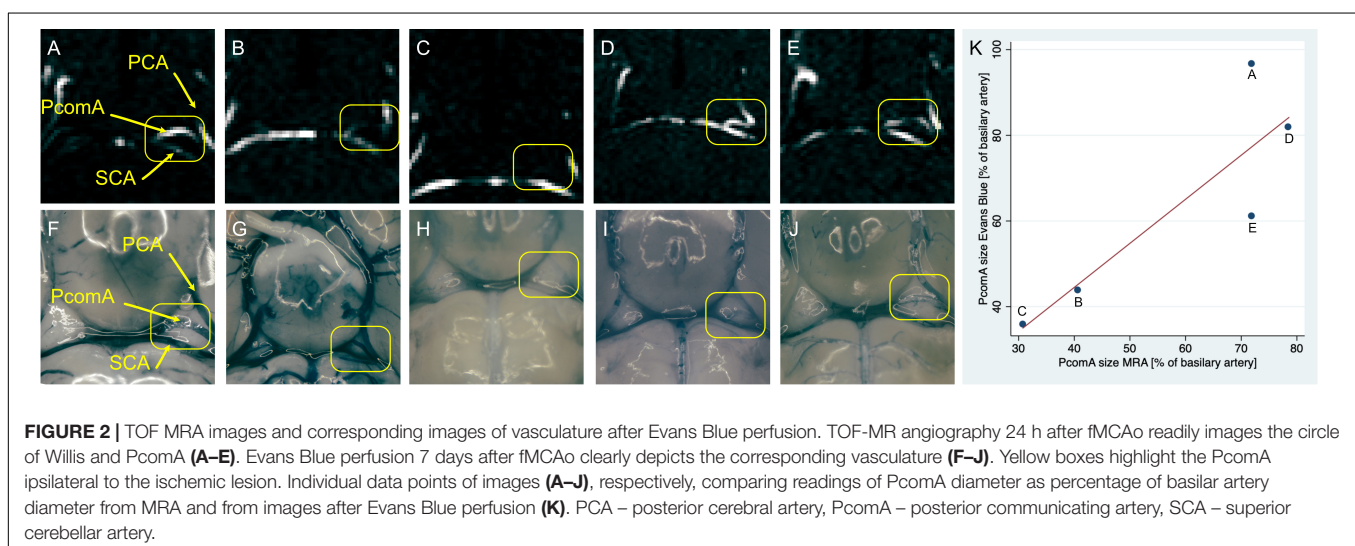 A
PCA
PcomA
SCA
B
C
D
E
F
PCA
PcomA
SCA
G
H
I
J
K
PcomA size Evans Blue [% of basilary artery]
100
80
60
40
A
D
E
B
C
30 40 50 60 70 80
PcomA size MRA [% of basilary artery]
FIGURE 2 | TOF MRA images and corresponding images of vasculature after Evans Blue perfusion. TOF-MR angiography 24 h after fMCAo readily images the circle
of Willis and PcomA (A–E). Evans Blue perfusion 7 days after fMCAo clearly depicts the corresponding vasculature (F–J). Yellow boxes highlight the PcomA
ipsilateral to the ischemic lesion. Individual data points of images (A–J), respectively, comparing readings of PcomA diameter as percentage of basilar artery
diameter from MRA and from images after Evans Blue perfusion (K). PCA – posterior cerebral artery, PcomA – posterior communicating artery, SCA – superior
cerebellar artery.